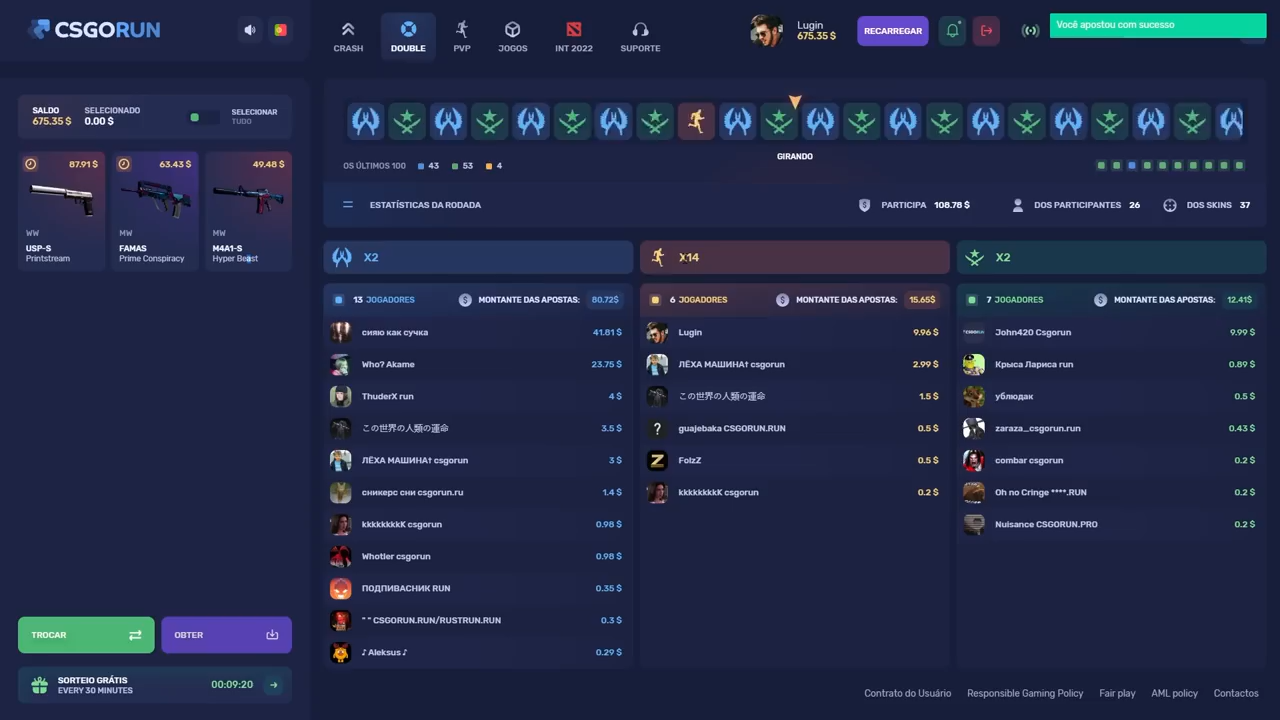 CSGORUN
CRASH
DOUBLE
PVP
JOGOS
INT 2022
SUPORTE
Lugin
675.35 $
RECARREGAR
Você apostou com sucesso
SALDO
675.35 $
SELECIONADO
0.00 $
SELECIONAR
TUDO
87.91 $
WW
USP-S
Printstream
63.43 $
MW
FAMAS
Prime Conspiracy
49.48 $
MW
M4A1-S
Hyper Beast
TROCAR
OBTER
SORTEIO GRÁTIS
EVERY 30 MINUTES
00:09:20
GIRANDO
OS ÚLTIMOS 100 43 53 4
ESTATÍSTICAS DA RODADA
PARTICIPA 108.78 $
DOS PARTICIPANTES 26
DOS SKINS 37
X2
13 JOGADORES MONTANTE DAS APOSTAS: 80.72$
сияю как сучка 41.81 $
Who? Akame 23.75 $
ThuderX run 4 $
この世界の人類の運命 3.5 $
ЛЁХА МАШИНА† csgorun 3 $
сникерс сни csgorun.ru 1.4 $
kkkkkkkkK csgorun 0.98 $
Whotler csgorun 0.98 $
ПОДПИВАСНИК RUN 0.35 $
" " CSGORUN.RUN/RUSTRUN.RUN 0.3 $
♪ Aleksus ♪ 0.29 $
X14
6 JOGADORES MONTANTE DAS APOSTAS: 15.65$
Lugin 9.96 $
ЛЁХА МАШИНА† csgorun 2.99 $
この世界の人類の運命 1.5 $
guajebaka CSGORUN.RUN 0.5 $
FolzZ 0.5 $
kkkkkkkkK csgorun 0.2 $
X2
7 JOGADORES MONTANTE DAS APOSTAS: 12.41$
John420 Csgorun 9.99 $
Крыса Лариса run 0.89 $
ублюдак 0.5 $
zaraza_csgorun.run 0.43 $
combar csgorun 0.2 $
Oh no Cringe ****.RUN 0.2 $
Nuisance CSGORUN.PRO 0.2 $
Contrato do Usuário
Responsible Gaming Policy
Fair play
AML policy
Contactos